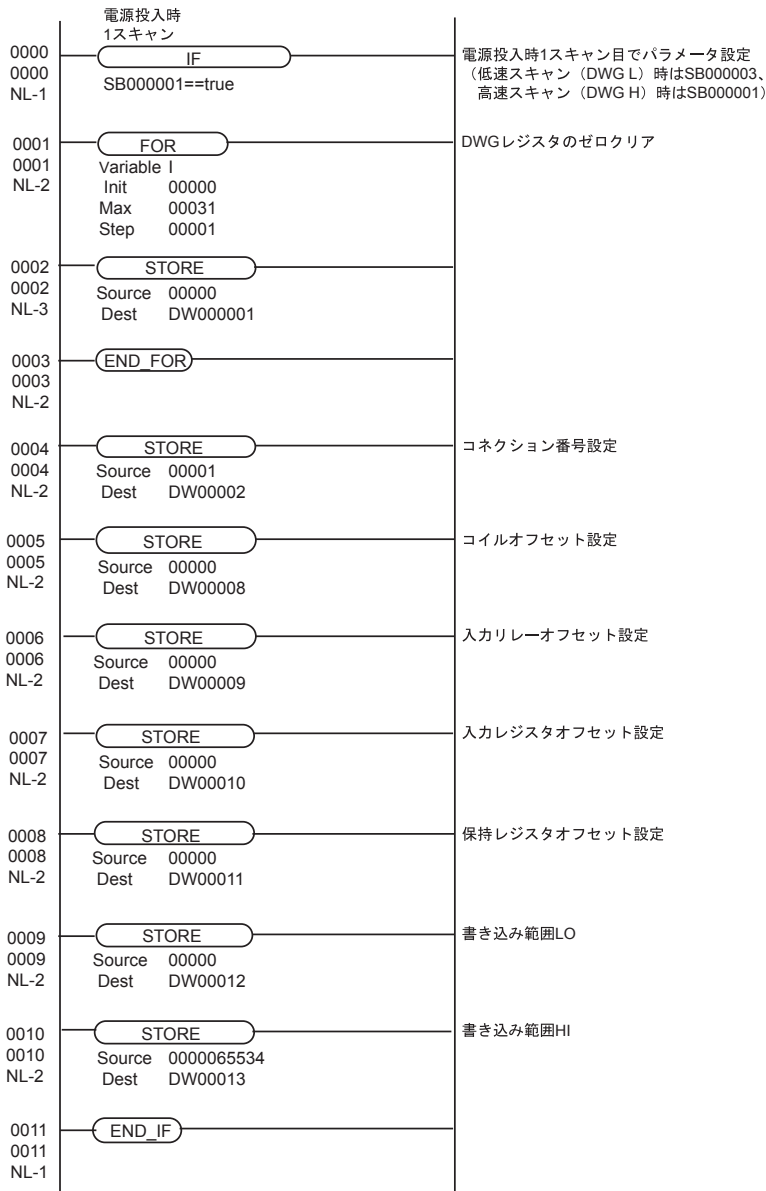 電源投入時
1スキャン
0000
0000
NL-1
IF
SB000001==true
電源投入時1スキャン目でパラメータ設定
（低速スキャン（DWG L）時はSB000003、
高速スキャン（DWG H）時はSB000001）
0001
0001
NL-2
FOR
Variable I
Init 00000
Max 00031
Step 00001
DWGレジスタのゼロクリア
0002
0002
NL-3
STORE
Source 00000
Dest DW000001
0003
0003
NL-2
END_FOR
0004
0004
NL-2
STORE
Source 00001
Dest DW00002
コネクション番号設定
0005
0005
NL-2
STORE
Source 00000
Dest DW00008
コイルオフセット設定
0006
0006
NL-2
STORE
Source 00000
Dest DW00009
入力リレーオフセット設定
0007
0007
NL-2
STORE
Source 00000
Dest DW00010
入力レジスタオフセット設定
0008
0008
NL-2
STORE
Source 00000
Dest DW00011
保持レジスタオフセット設定
0009
0009
NL-2
STORE
Source 00000
Dest DW00012
書き込み範囲LO
0010
0010
NL-2
STORE
Source 0000065534
Dest DW00013
書き込み範囲HI
0011
0011
NL-1
END_IF